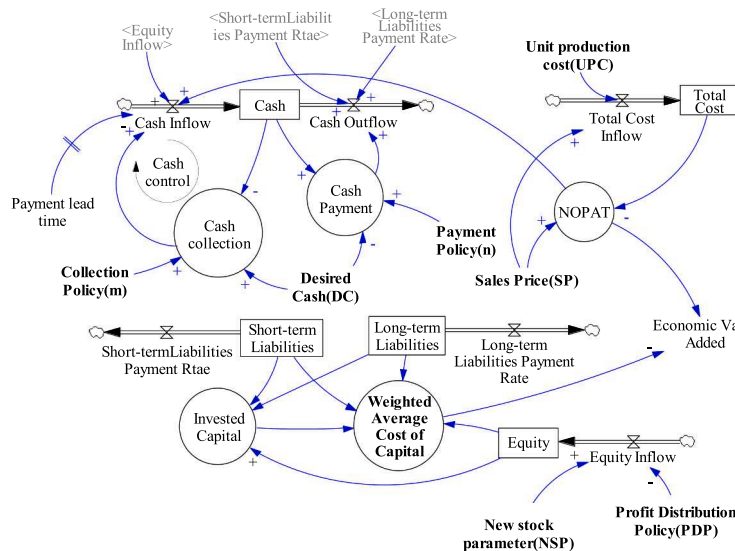 <Equity
Inflow>
<Short-termLiabilit
ies Payment Rtae>
<Long-term
Liabilities
Payment Rate>
Unit production
cost(UPC)
Cash
Total
Cost
Cash Inflow
Cash Outflow
Total Cost
Inflow
Cash
control
Payment lead
time
Cash
Payment
NOPAT
Cash
collection
Payment
Policy(n)
Collection
Policy(m)
Desired
Cash(DC)
Sales Price(SP)
Short-term
Liabilities
Long-term
Liabilities
Economic Va
Added
Short-termLiabilities
Payment Rtae
Long-term
Liabilities Payment
Rate
Invested
Capital
Weighted
Average
Cost of
Capital
Equity
Equity Inflow
New stock
parameter(NSP)
Profit Distribution
Policy(PDP)